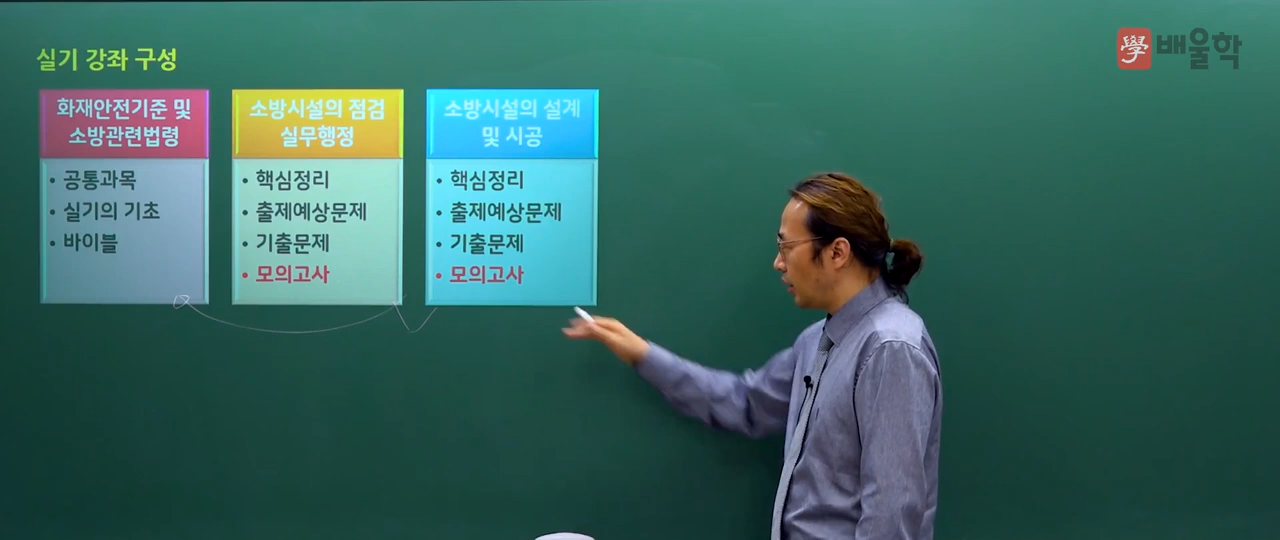 실기 강좌 구성
學 배울학
화재안전기준 및
소방관련법령
• 공통과목
• 실기의 기초
• 바이블
소방시설의 점검
실무행정
• 핵심정리
• 출제예상문제
• 기출문제
• 모의고사
소방시설의 설계
및 시공
• 핵심정리
• 출제예상문제
• 기출문제
• 모의고사